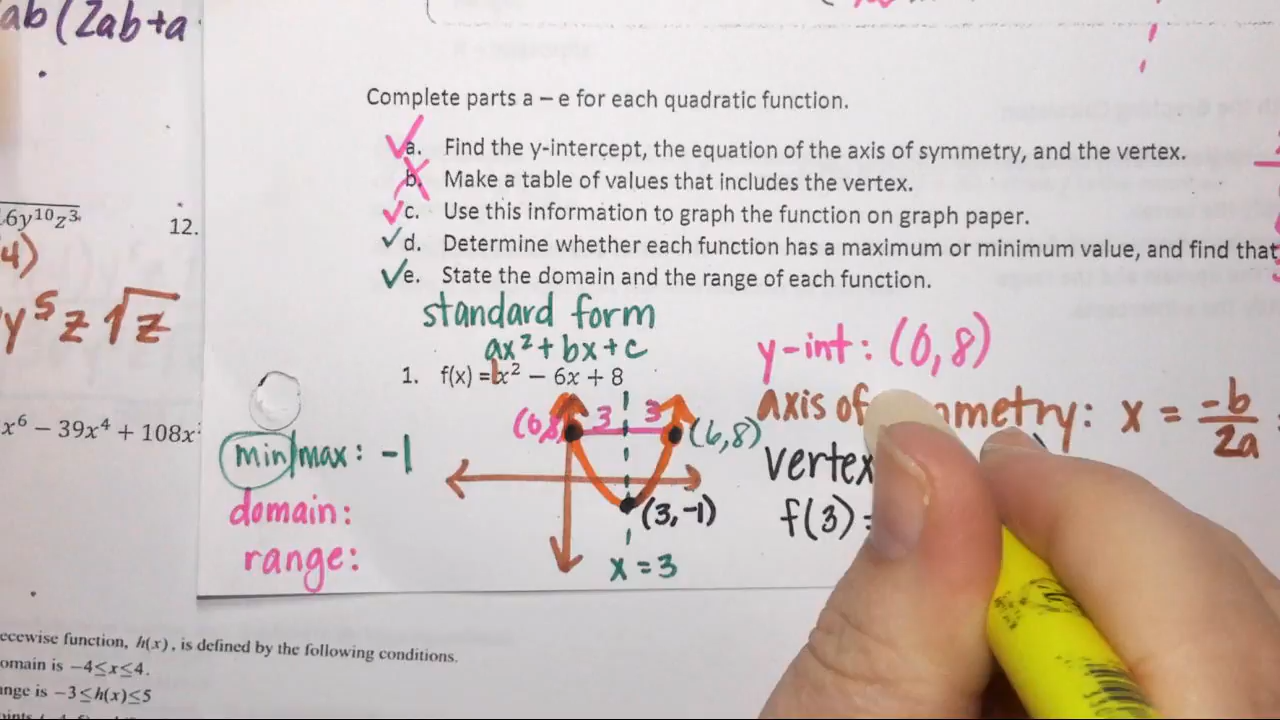 ab(2ab+a
Complete parts a – e for each quadratic function.
a. Find the y-intercept, the equation of the axis of symmetry, and the vertex.
b. Make a table of values that includes the vertex.
c. Use this information to graph the function on graph paper.
d. Determine whether each function has a maximum or minimum value, and find that
e. State the domain and the range of each function.
standard form
ax² + bx + c
1. f(x) = 1x² – 6x + 8
(0,8) 3 3 (6,8)
(3,-1)
x = 3
min/max: -1
domain:
range:
y-int: (0,8)
axis of mmetry: x = -b/2a
vertex
f(3) =
6y¹⁰z³
12.
4)
y⁵z√z
x⁶ – 39x⁴ + 108x
ecewise function, h(x), is defined by the following conditions.
omain is −4≤x≤4.
nge is −3≤h(x)≤5